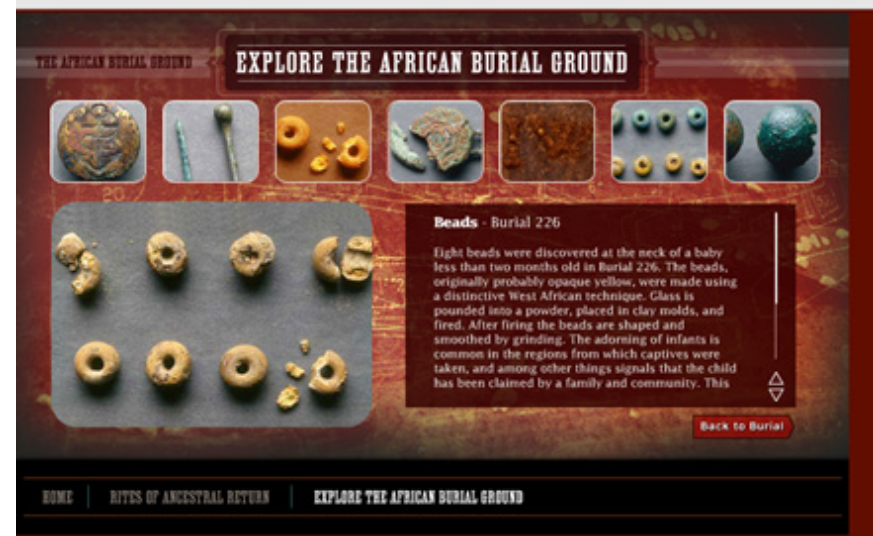 THE AFRICAN BURIAL GROUND
EXPLORE THE AFRICAN BURIAL GROUND
Beads - Burial 226
Eight beads were discovered at the neck of a baby
less than two months old in Burial 226. The beads,
originally probably opaque yellow, were made using
a distinctive West African technique. Glass is
pounded into a powder, placed in clay molds, and
fired. After firing the beads are shaped and
smoothed by grinding. The adorning of infants is
common in the regions from which captives were
taken, and among other things signals that the child
has been claimed by a family and community. This
Back to Burial
HOME
RITES OF ANCESTRAL RETURN
EXPLORE THE AFRICAN BURIAL GROUND